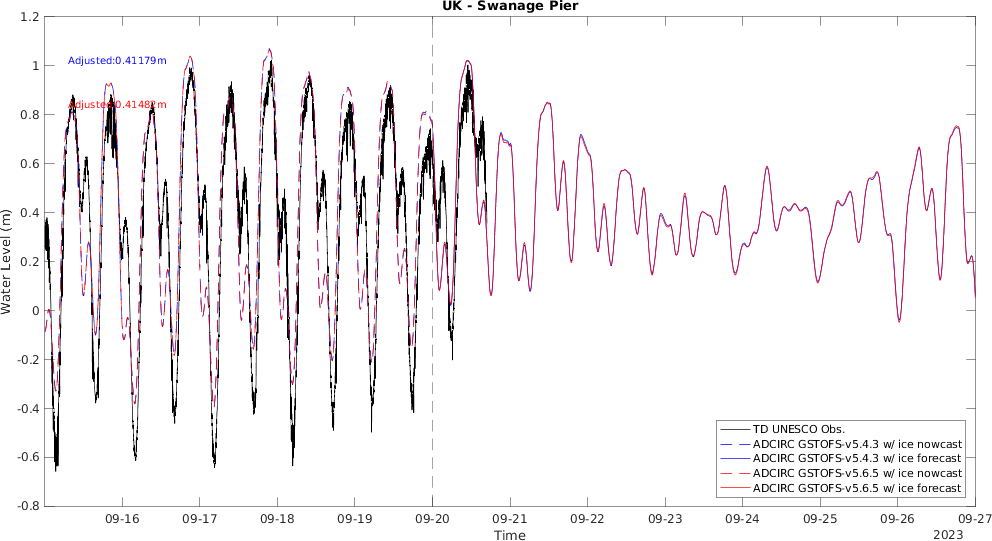 UK - Swanage Pier
1.2
1
0.8
0.6
0.4
0.2
0
-0.2
-0.4
-0.6
-0.8
Water Level (m)
Adjusted:0.41179m
Adjusted:0.41482m
TD UNESCO Obs.
ADCIRC GSTOFS-v5.4.3 w/ ice nowcast
ADCIRC GSTOFS-v5.4.3 w/ ice forecast
ADCIRC GSTOFS-v5.6.5 w/ ice nowcast
ADCIRC GSTOFS-v5.6.5 w/ ice forecast
09-16 09-17 09-18 09-19 09-20 09-21 09-22 09-23 09-24 09-25 09-26 09-27
Time
2023